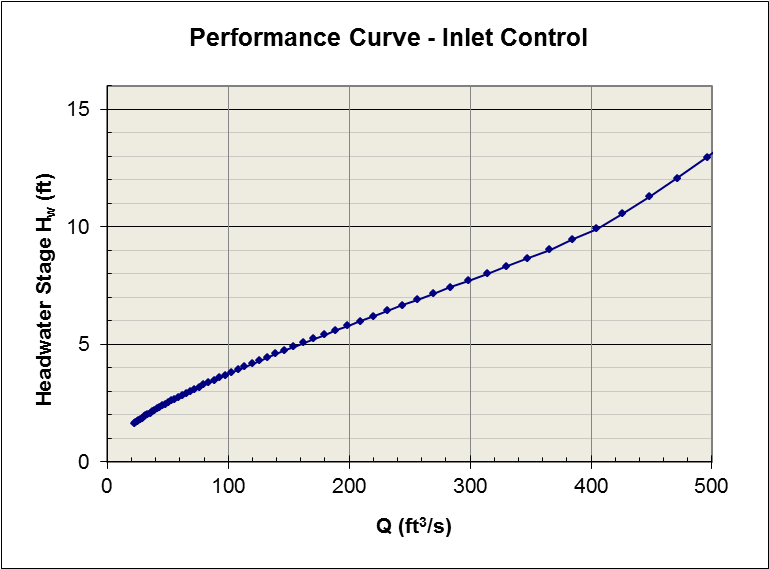 Performance Curve - Inlet Control
15
10
5
0
Headwater Stage Hw (ft)
0 100 200 300 400 500
Q (ft³/s)